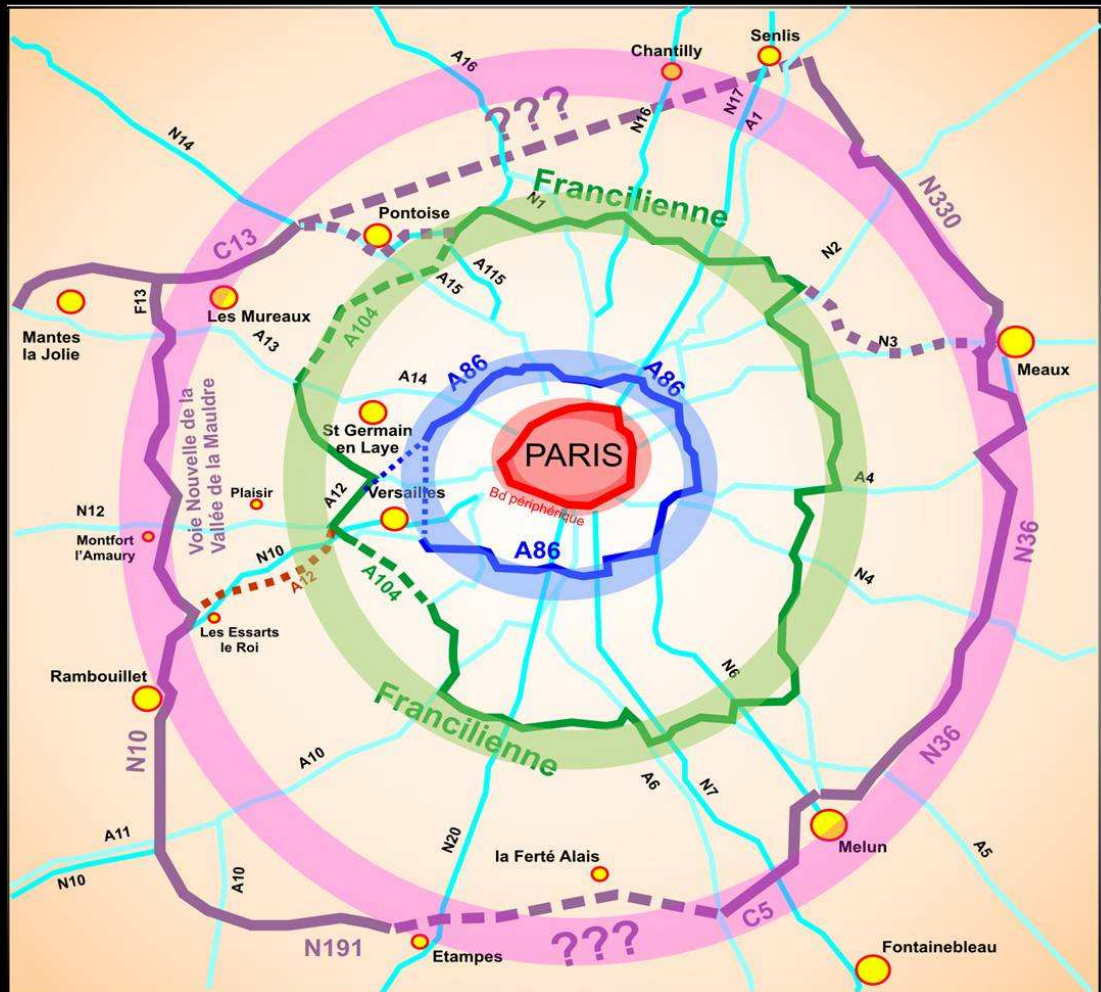 Senlis
Chantilly
A16
N17
N16
A1
???
N14
Francilienne
N1
N330
Pontoise
C13
N2
A115
A15
F13
Les Mureaux
A104
Mantes
la Jolie
A13
N3
Meaux
A14
A86
A86
St Germain
en Laye
PARIS
Voie Nouvelle de la
Vallée de la Mauldre
Plaisir
A12
Versailles
A4
Bd périphérique
N12
Montfort
l'Amaury
N10
A86
N36
A12
A104
N4
Les Essarts
le Roi
N6
Rambouillet
Francilienne
N10
N36
A10
A6
N7
A11
N20
la Ferté Alais
Melun
A5
N10
A10
C5
N191
Etampes
???
Fontainebleau